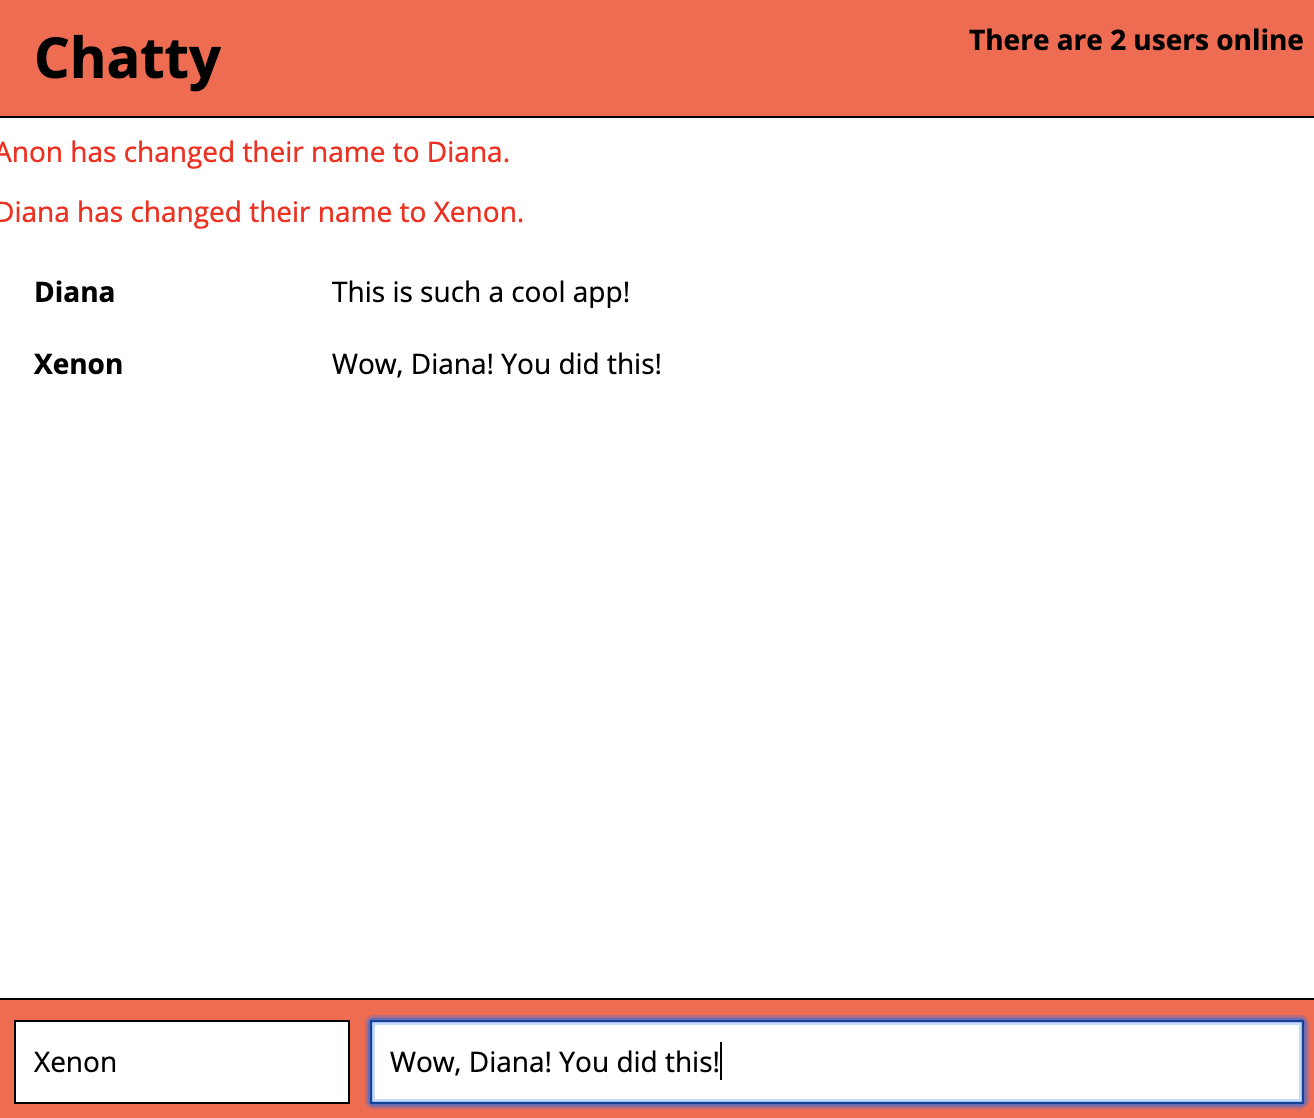 Chatty
There are 2 users online
Anon has changed their name to Diana.
Diana has changed their name to Xenon.
Diana This is such a cool app!
Xenon Wow, Diana! You did this!
Xenon Wow, Diana! You did this!